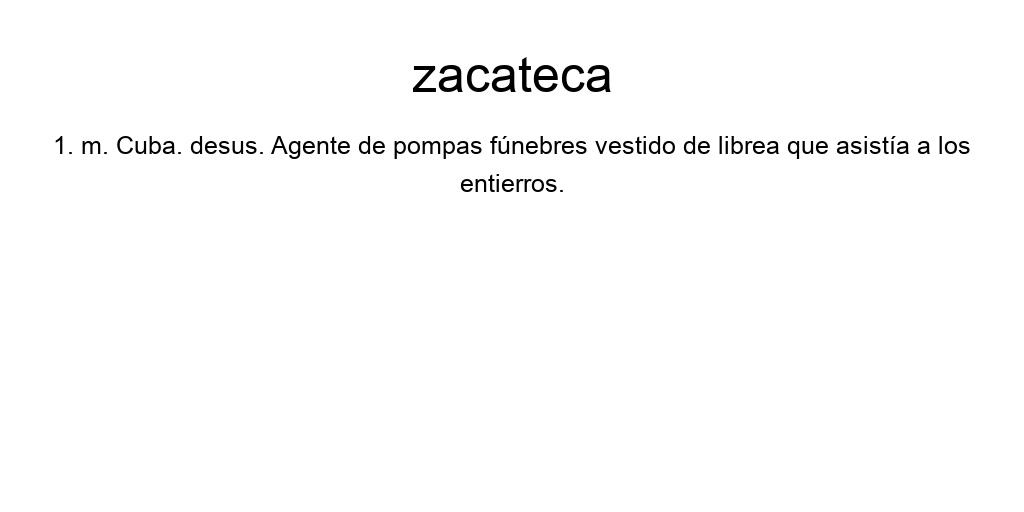 zacateca
1. m. Cuba. desus. Agente de pompas fúnebres vestido de librea que asistía a los
entierros.